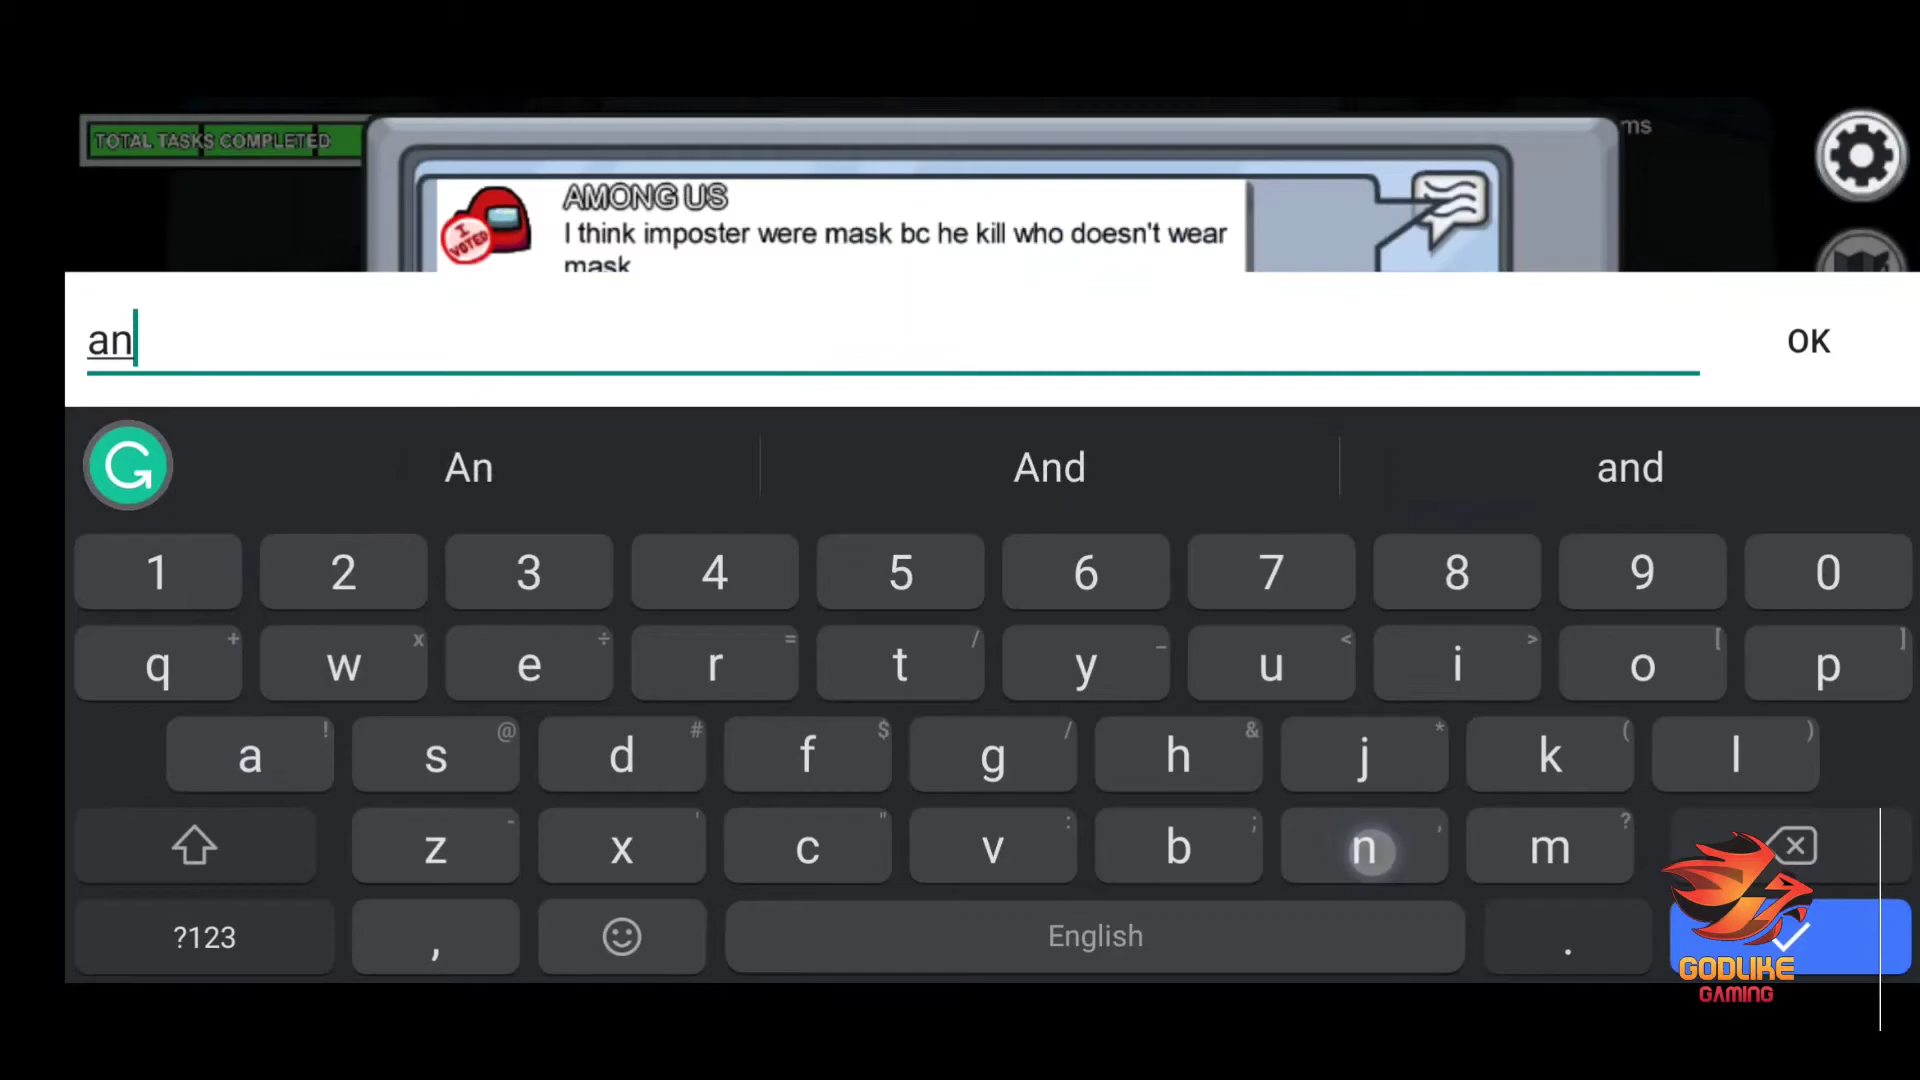 TOTAL TASKS COMPLETED
ms
AMONG US
I VOTED
I think imposter were mask bc he kill who doesn't wear
mask
an
OK
An And and
1 2 3 4 5 6 7 8 9 0
+ x ÷ = / _ < > [ ]
q w e r t y u i o p
! @ # $ / & * ( )
a s d f g h j k l
- ' " : ; , ?
z x c v b n m
?123 , English .
GODLIKE
GAMING